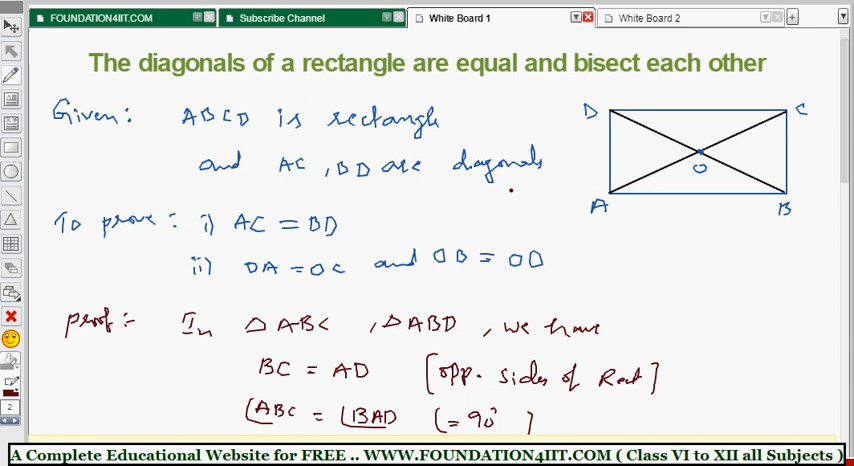 FOUNDATION4IIT.COM
Subscribe Channel
White Board 1
White Board 2
The diagonals of a rectangle are equal and bisect each other
Given: ABCD is rectangle
and AC, BD are diagonals
D
C
O
A
B
To prove: i) AC = BD
ii) OA = OC and OB = OD
Proof:- In △ABC, △ABD, we have
BC = AD [opp. sides of Rect]
∠ABC = ∠BAD (= 90°)
2
A Complete Educational Website for FREE .. WWW.FOUNDATION4IIT.COM ( Class VI to XII all Subjects )